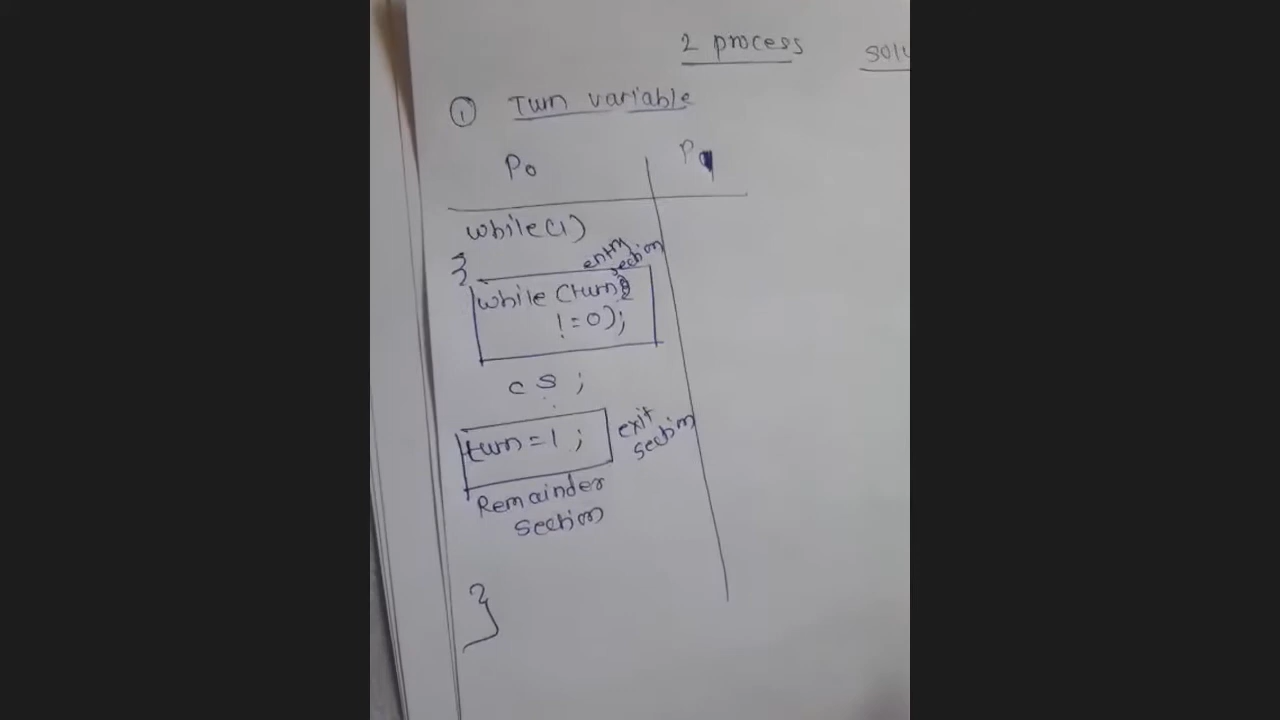 2 process
① Turn variable
P0
while(1)
{
entry
section
while (turn
!=0);
cs ;
turn=1 ;
exit
section
Remainder
section
}